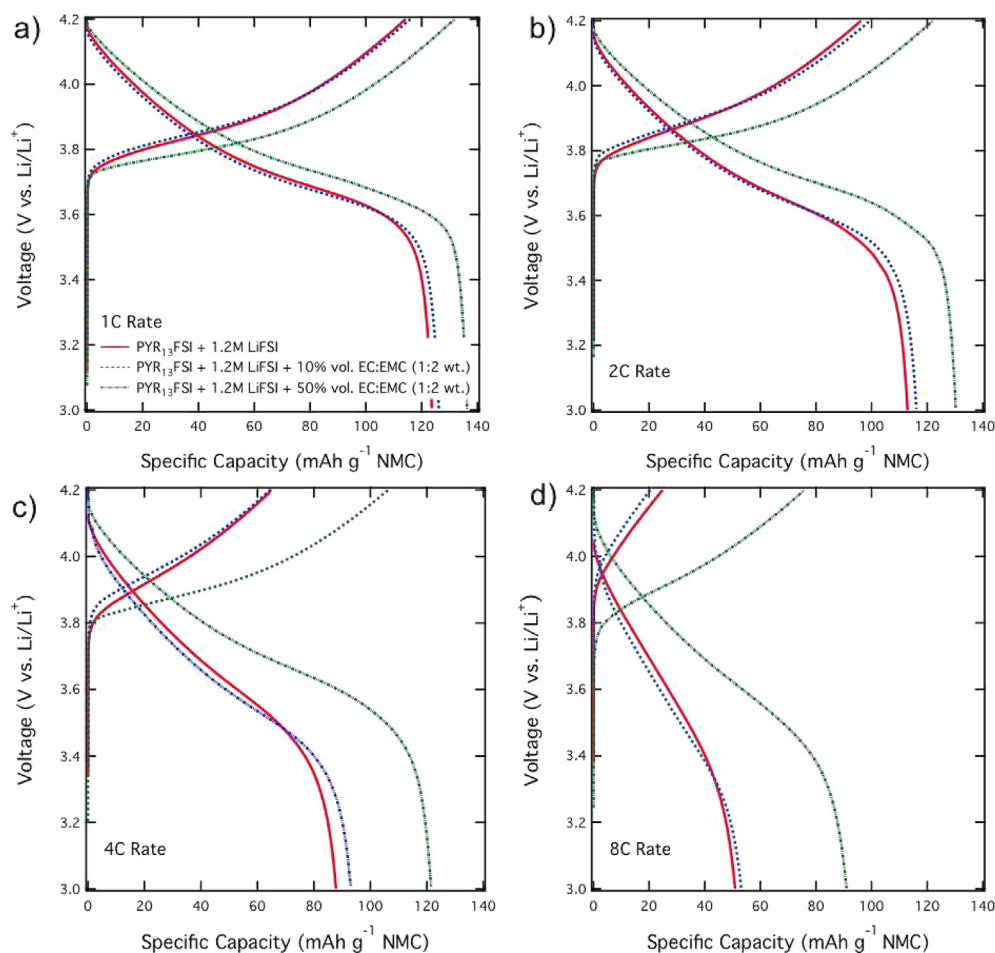 a)
Voltage (V vs. Li/Li⁺)
4.2
4.0
3.8
3.6
3.4
3.2
3.0
1C Rate
PYR₁₃FSI + 1.2M LiFSI
PYR₁₃FSI + 1.2M LiFSI + 10% vol. EC:EMC (1:2 wt.)
PYR₁₃FSI + 1.2M LiFSI + 50% vol. EC:EMC (1:2 wt.)
0 20 40 60 80 100 120 140
Specific Capacity (mAh g⁻¹ NMC)
b)
Voltage (V vs. Li/Li⁺)
4.2
4.0
3.8
3.6
3.4
3.2
3.0
2C Rate
0 20 40 60 80 100 120 140
Specific Capacity (mAh g⁻¹ NMC)
c)
Voltage (V vs. Li/Li⁺)
4.2
4.0
3.8
3.6
3.4
3.2
3.0
4C Rate
0 20 40 60 80 100 120 140
Specific Capacity (mAh g⁻¹ NMC)
d)
Voltage (V vs. Li/Li⁺)
4.2
4.0
3.8
3.6
3.4
3.2
3.0
8C Rate
0 20 40 60 80 100 120 140
Specific Capacity (mAh g⁻¹ NMC)